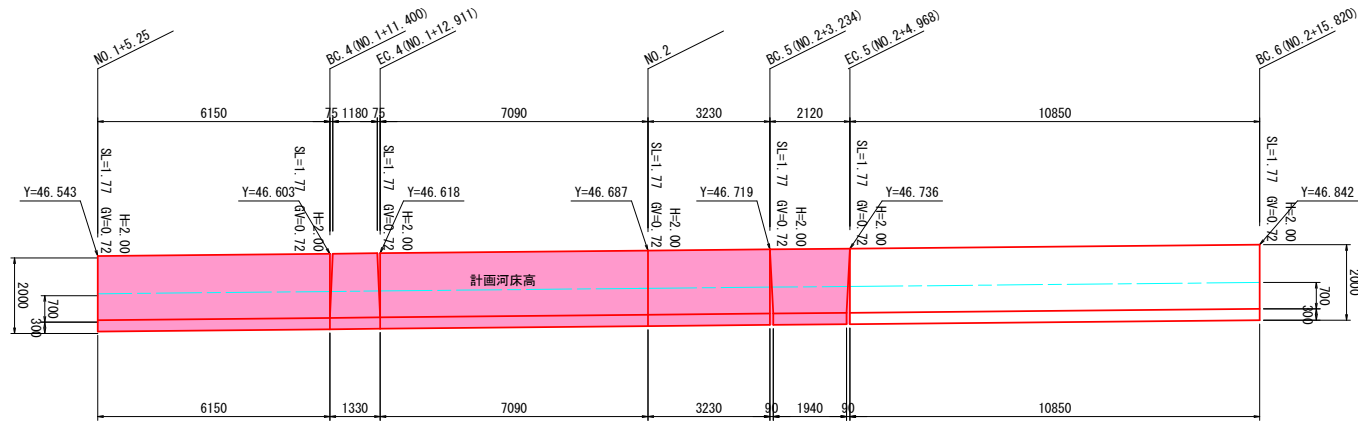 NO. 1+5. 25
BC. 4 (NO. 1+11. 400)
EC. 4 (NO. 1+12. 911)
NO. 2
BC. 5 (NO. 2+3. 234)
EC. 5 (NO. 2+4. 968)
BC. 6 (NO. 2+15. 820)
6150
75
1180
75
7090
3230
2120
10850
Y=46. 543
SL=1. 77 GV=0. 72
H=2. 00
Y=46. 603
SL=1. 77 GV=0. 72
H=2. 00
Y=46. 618
SL=1. 77 GV=0. 72
H=2. 00
Y=46. 687
SL=1. 77 GV=0. 72
H=2. 00
Y=46. 719
SL=1. 77 GV=0. 72
H=2. 00
Y=46. 736
SL=1. 77 GV=0. 72
H=2. 00
Y=46. 842
SL=1. 77 GV=0. 72
H=2. 00
計画河床高
2000
700
300
700
300
2000
6150
1330
7090
3230
90
1940
90
10850